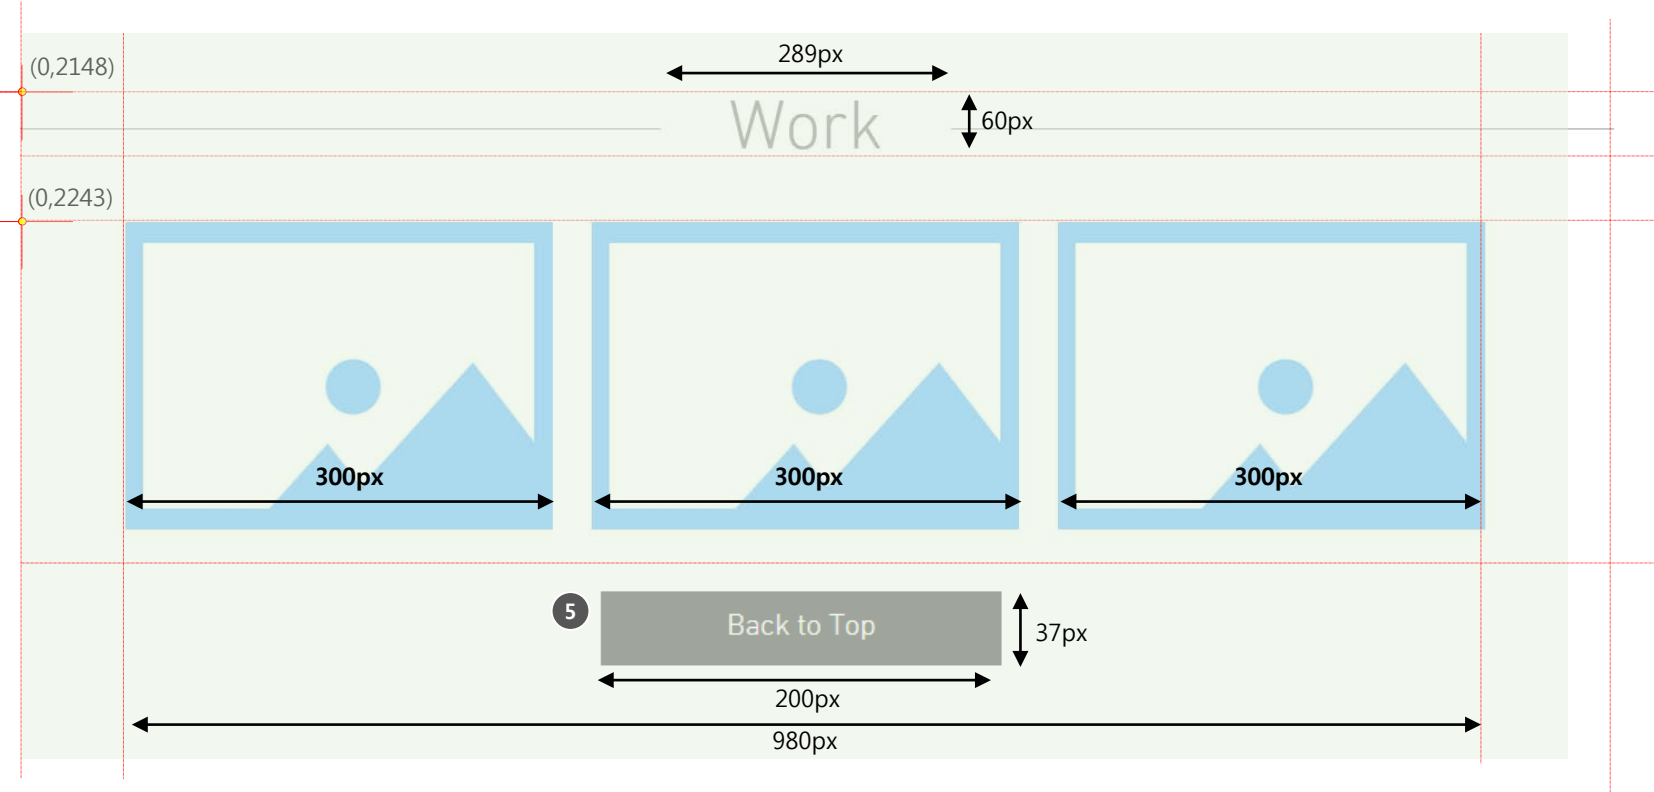 289px
(0,2148)
Work
60px
(0,2243)
300px 300px 300px
5
Back to Top
37px
200px
980px